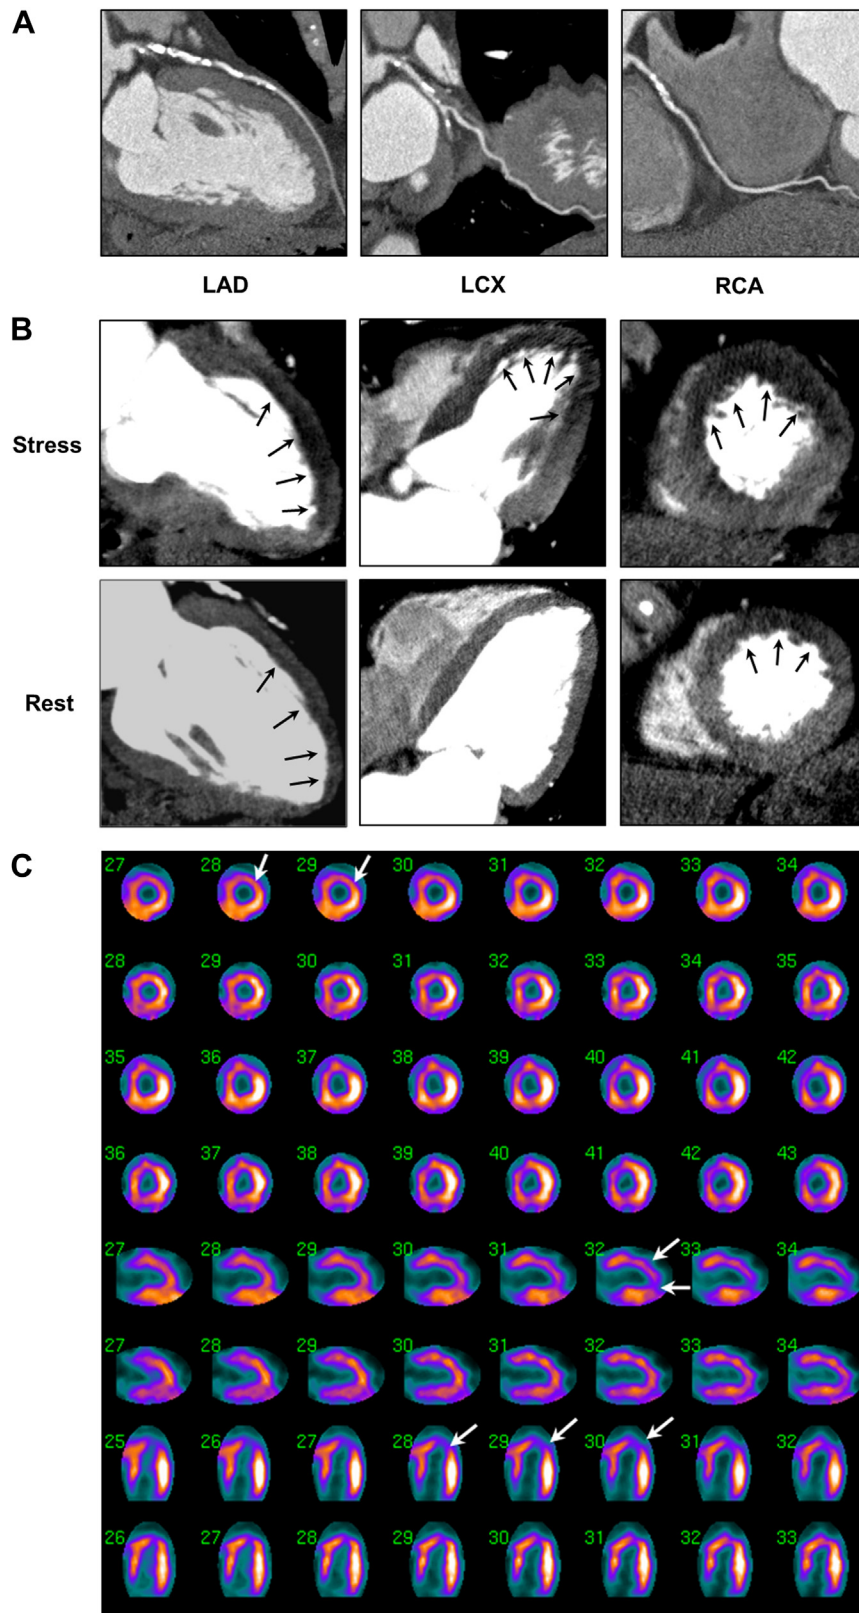 A
LAD LCX RCA
B
Stress
Rest
C
27 28 29 30 31 32 33 34
28 29 30 31 32 33 34 35
35 36 37 38 39 40 41 42
36 37 38 39 40 41 42 43
27 28 29 30 31 32 33 34
27 28 29 30 31 32 33 34
25 26 27 28 29 30 31 32
26 27 28 29 30 31 32 33